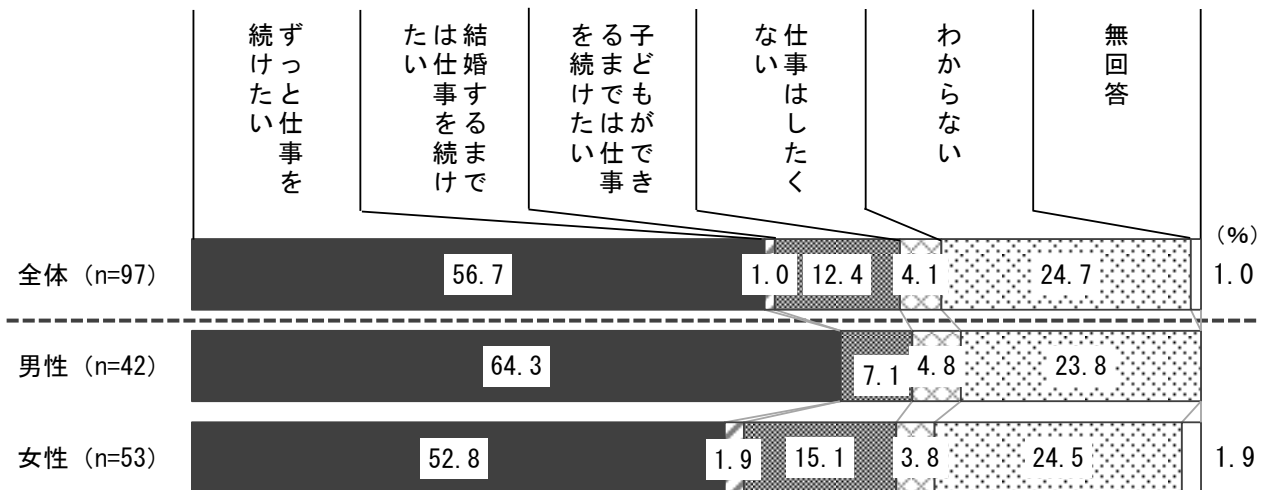 ずっと仕事を
続けたい
結婚するまで
は仕事を続け
たい
子どもができ
るまでは仕事
を続けたい
仕事はしたく
ない
わからない
無回答
(%)
全体 (n=97)
56.7
1.0
12.4
4.1
24.7
1.0
男性 (n=42)
64.3
7.1
4.8
23.8
女性 (n=53)
52.8
1.9
15.1
3.8
24.5
1.9